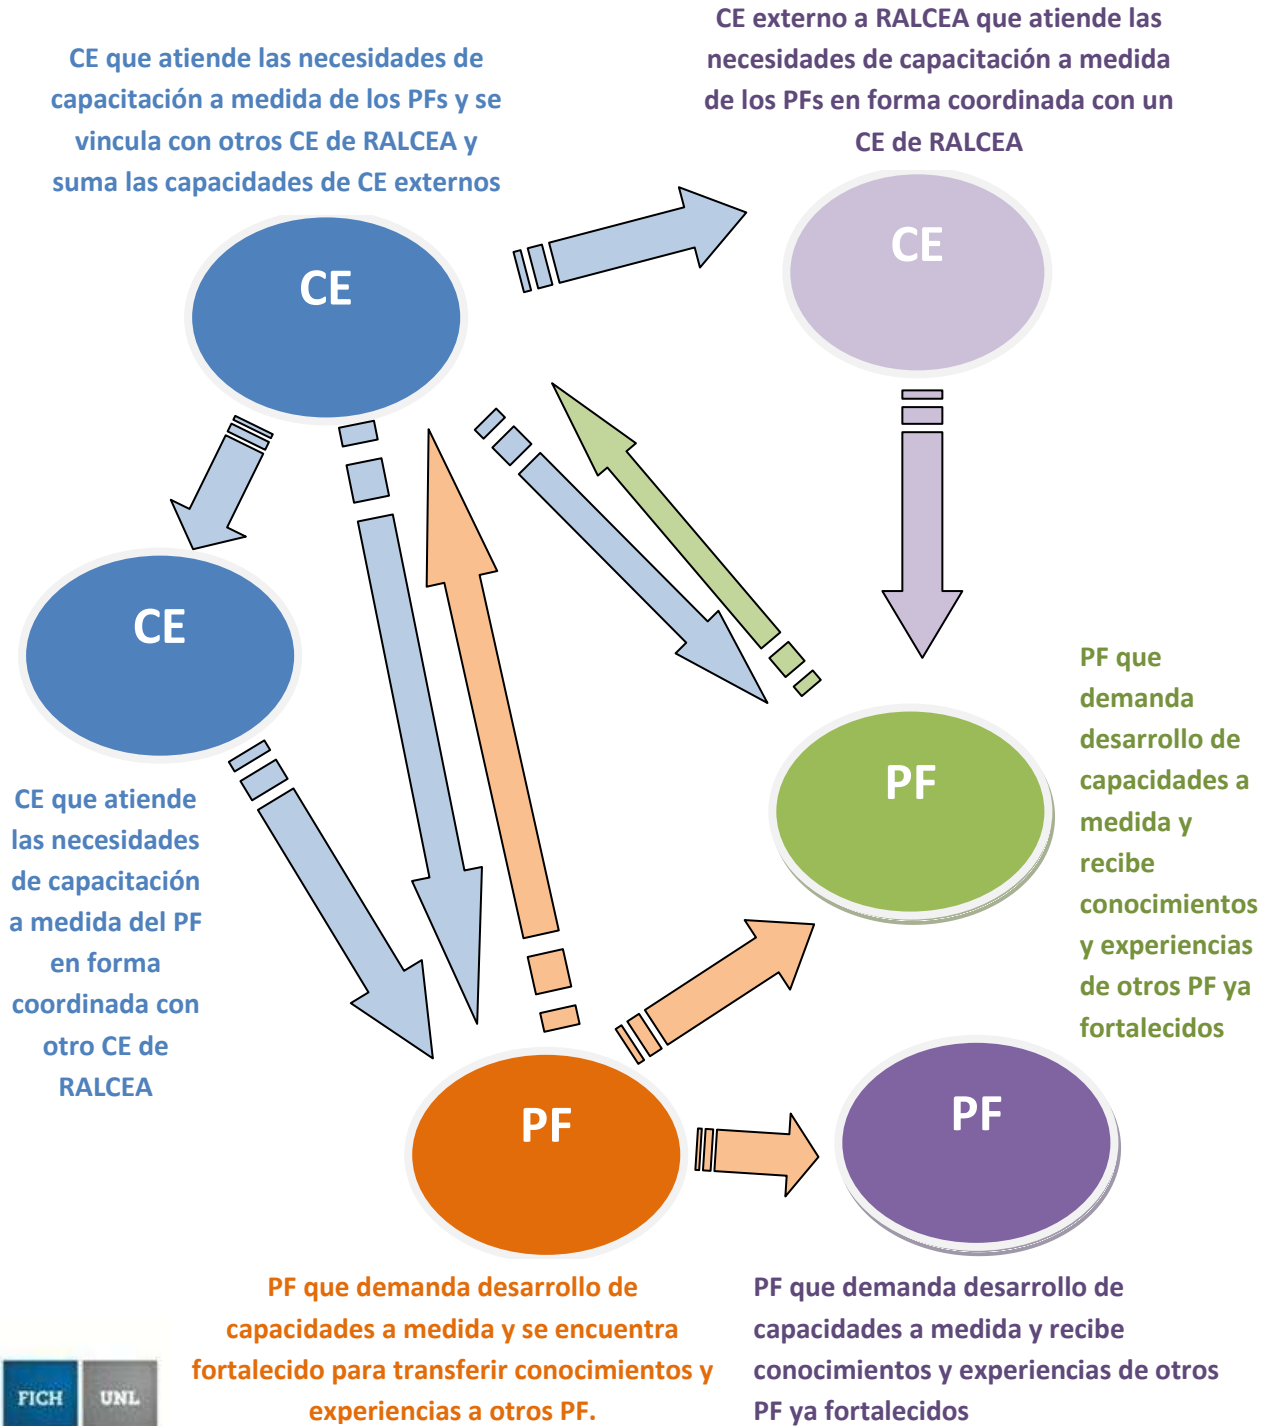 CE externo a RALCEA que atiende las
necesidades de capacitación a medida
de los PFs en forma coordinada con un
CE de RALCEA
CE que atiende las necesidades de
capacitación a medida de los PFs y se
vincula con otros CE de RALCEA y
suma las capacidades de CE externos
CE
CE
CE
CE que atiende
las necesidades
de capacitación
a medida del PF
en forma
coordinada con
otro CE de
RALCEA
PF
PF que
demanda
desarrollo de
capacidades a
medida y
recibe
conocimientos
y experiencias
de otros PF ya
fortalecidos
PF
PF
PF que demanda desarrollo de
capacidades a medida y se encuentra
fortalecido para transferir conocimientos y
experiencias a otros PF.
PF que demanda desarrollo de
capacidades a medida y recibe
conocimientos y experiencias de otros
PF ya fortalecidos
FICH UNL